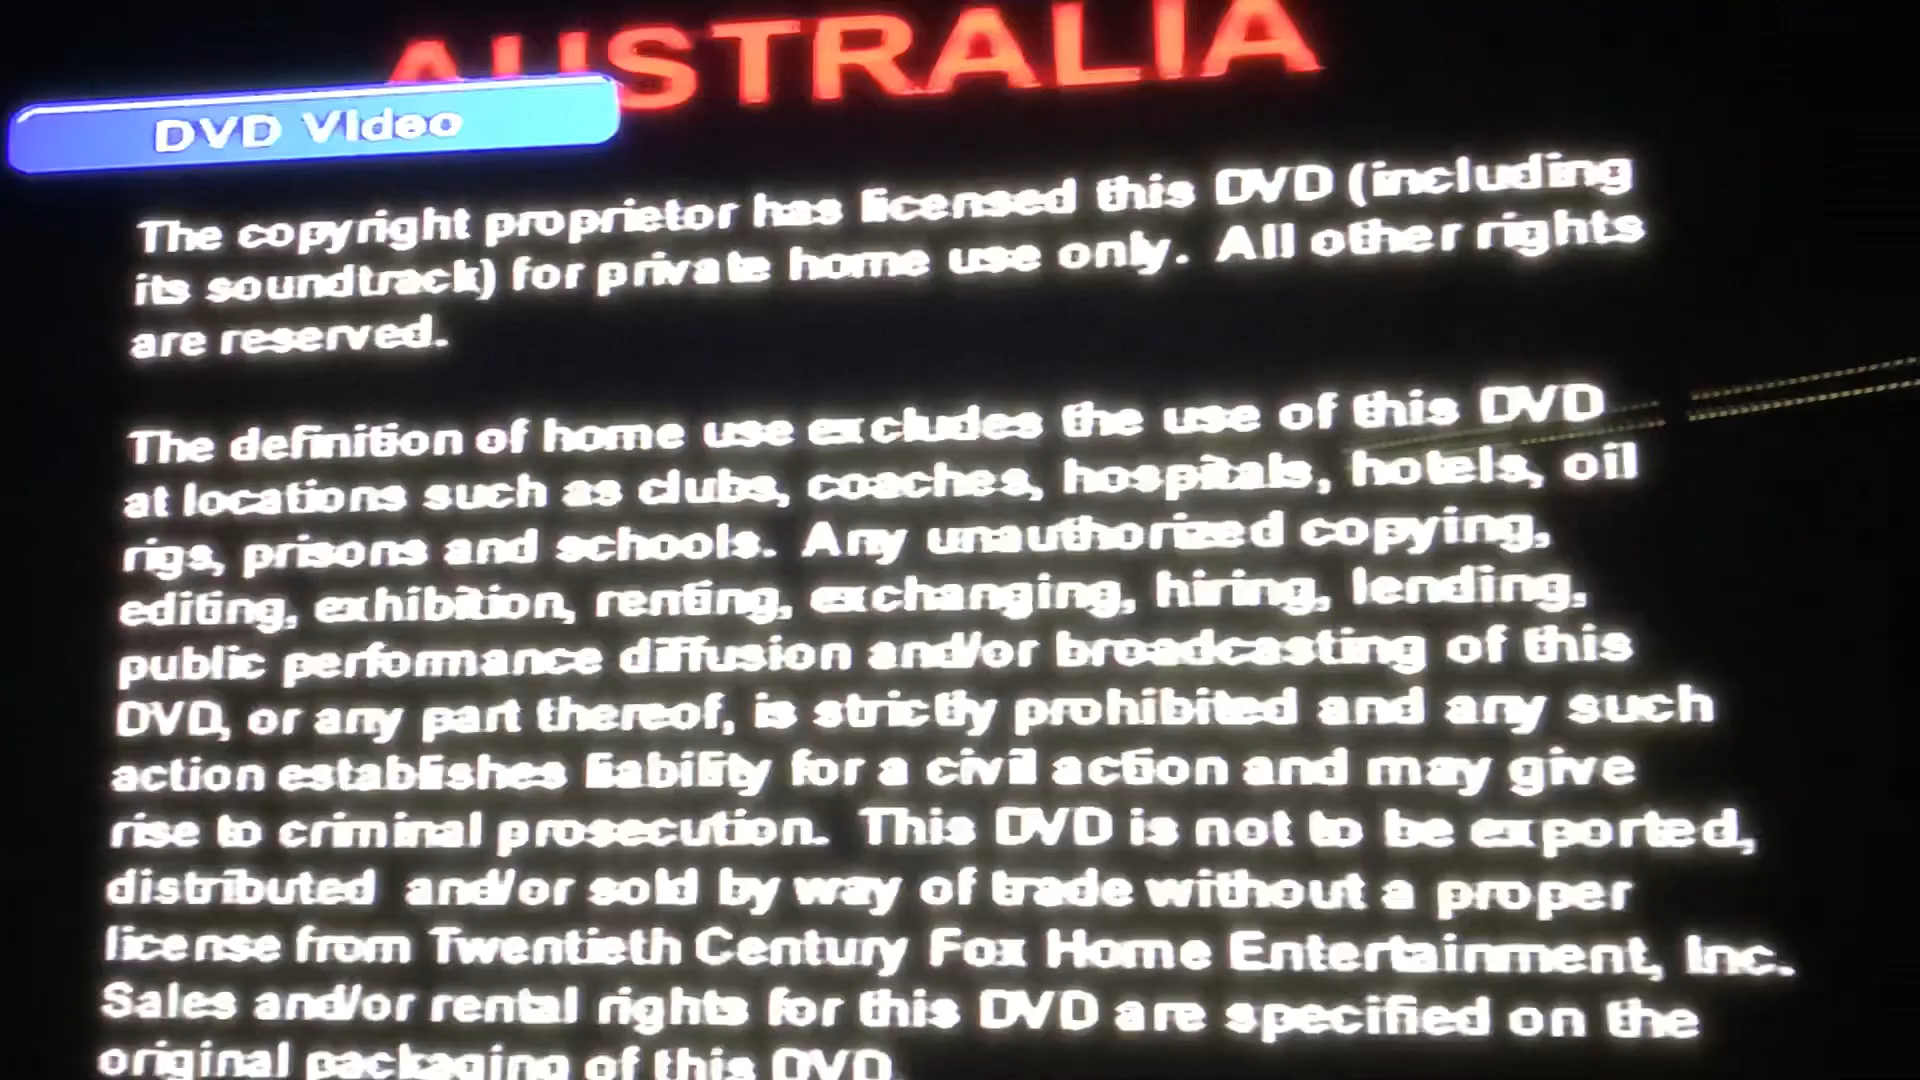 AUSTRALIA
DVD Video
The copyright proprietor has licensed this DVD (including
its soundtrack) for private home use only. All other rights
are reserved.
The definition of home use excludes the use of this DVD
at locations such as clubs, coaches, hospitals, hotels, oil
rigs, prisons and schools. Any unauthorized copying,
editing, exhibition, renting, exchanging, hiring, lending,
public performance diffusion and/or broadcasting of this
DVD, or any part thereof, is strictly prohibited and any such
action establishes liability for a civil action and may give
rise to criminal prosecution. This DVD is not to be exported,
distributed and/or sold by way of trade without a proper
license from Twentieth Century Fox Home Entertainment, Inc.
Sales and/or rental rights for this DVD are specified on the
original packaging of this DVD